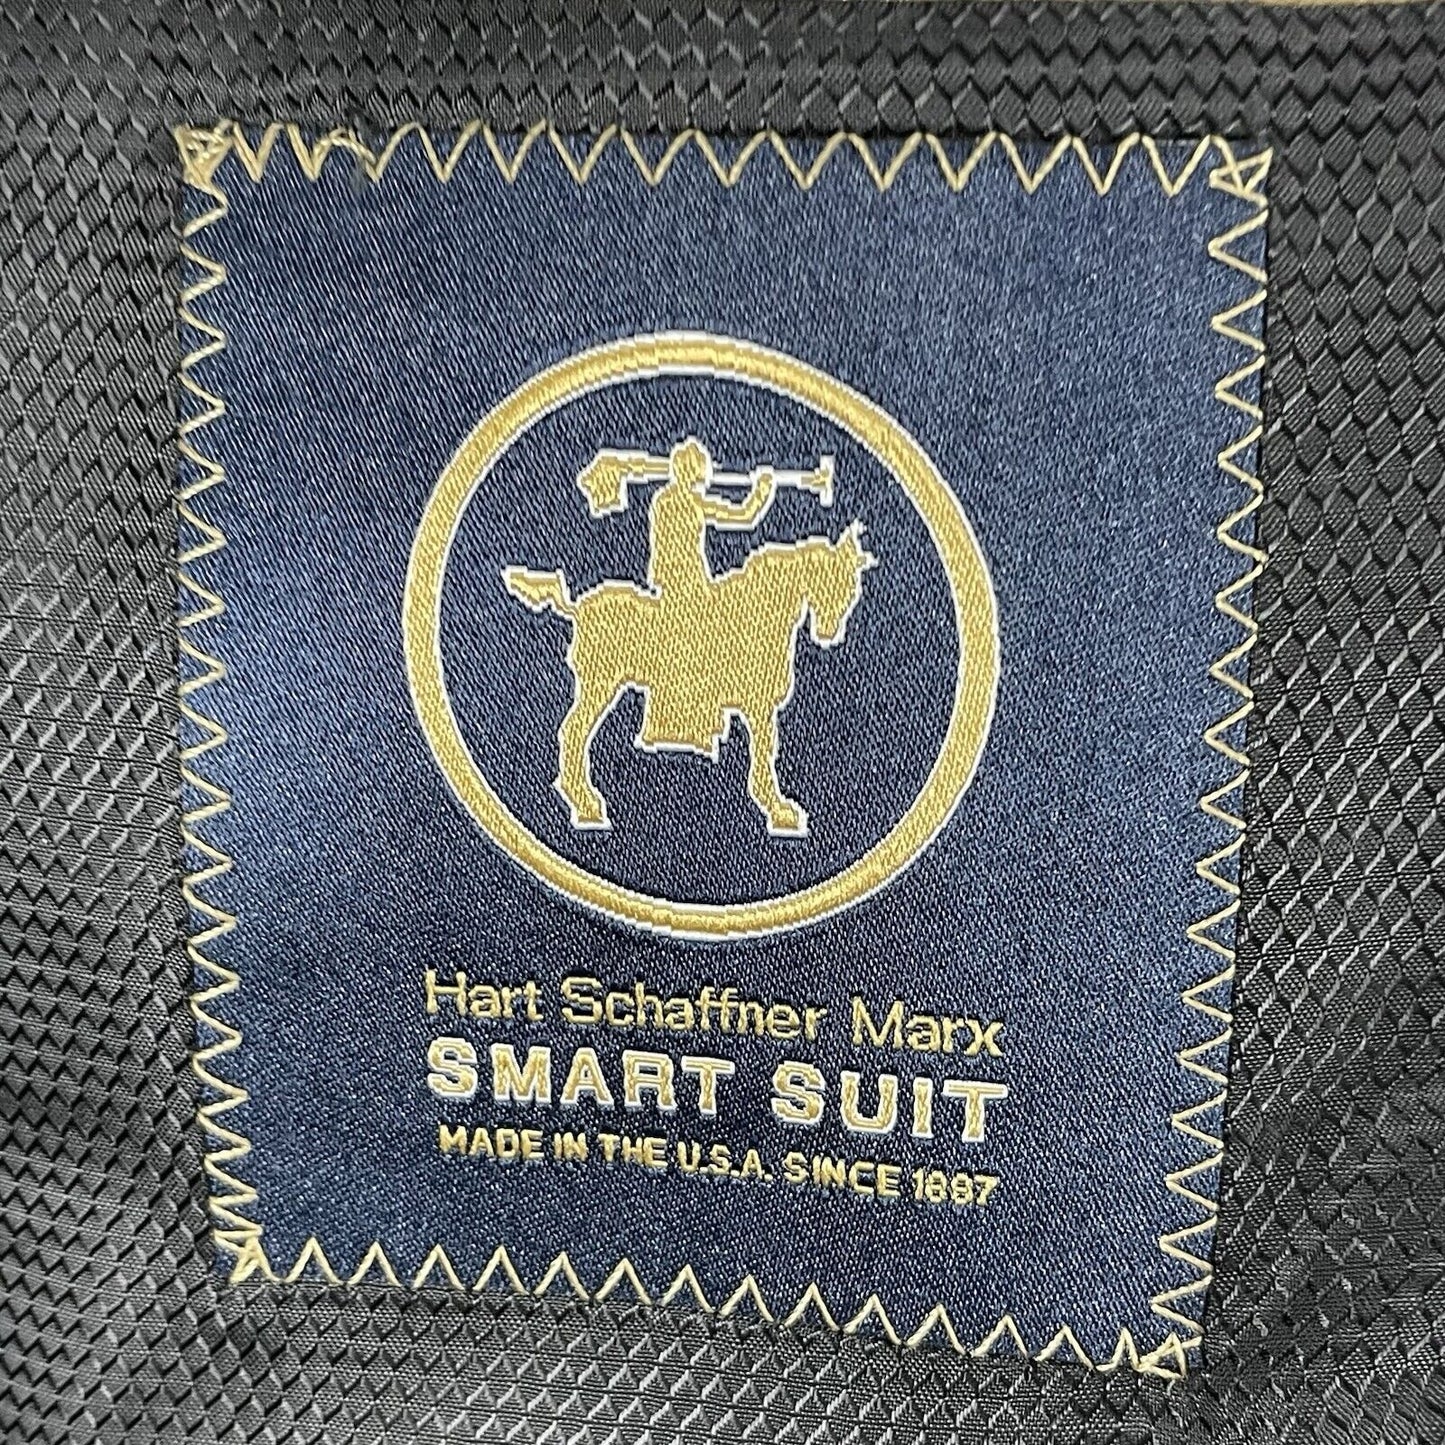 Hart Schaffner Marx
SMART SUIT
MADE IN THE U.S.A. SINCE 1887